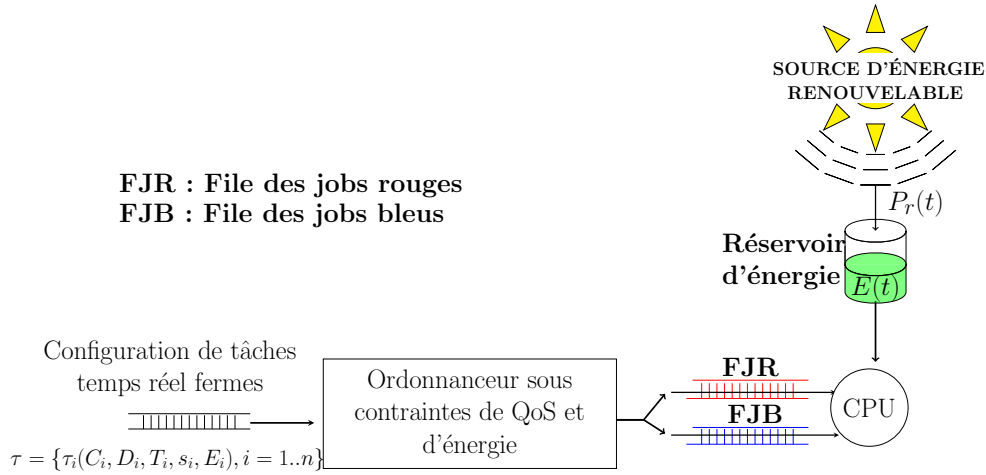 SOURCE D'ÉNERGIE
RENOUVELABLE
FJR : File des jobs rouges
FJB : File des jobs bleus
P_r(t)
Réservoir
d'énergie
E(t)
Configuration de tâches
temps réel fermes
Ordonnanceur sous
contraintes de QoS et
d'énergie
FJR
FJB
CPU
τ = {τ_i(C_i, D_i, T_i, s_i, E_i), i = 1..n}